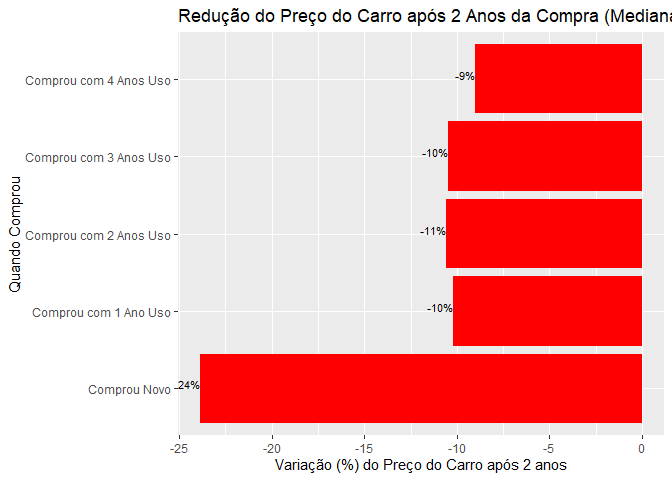 Redução do Preço do Carro após 2 Anos da Compra (Mediana
Comprou com 4 Anos Uso
-9%
Comprou com 3 Anos Uso
-10%
Comprou com 2 Anos Uso
-11%
Comprou com 1 Ano Uso
-10%
Comprou Novo
24%
Quando Comprou
-25 -20 -15 -10 -5 0
Variação (%) do Preço do Carro após 2 anos